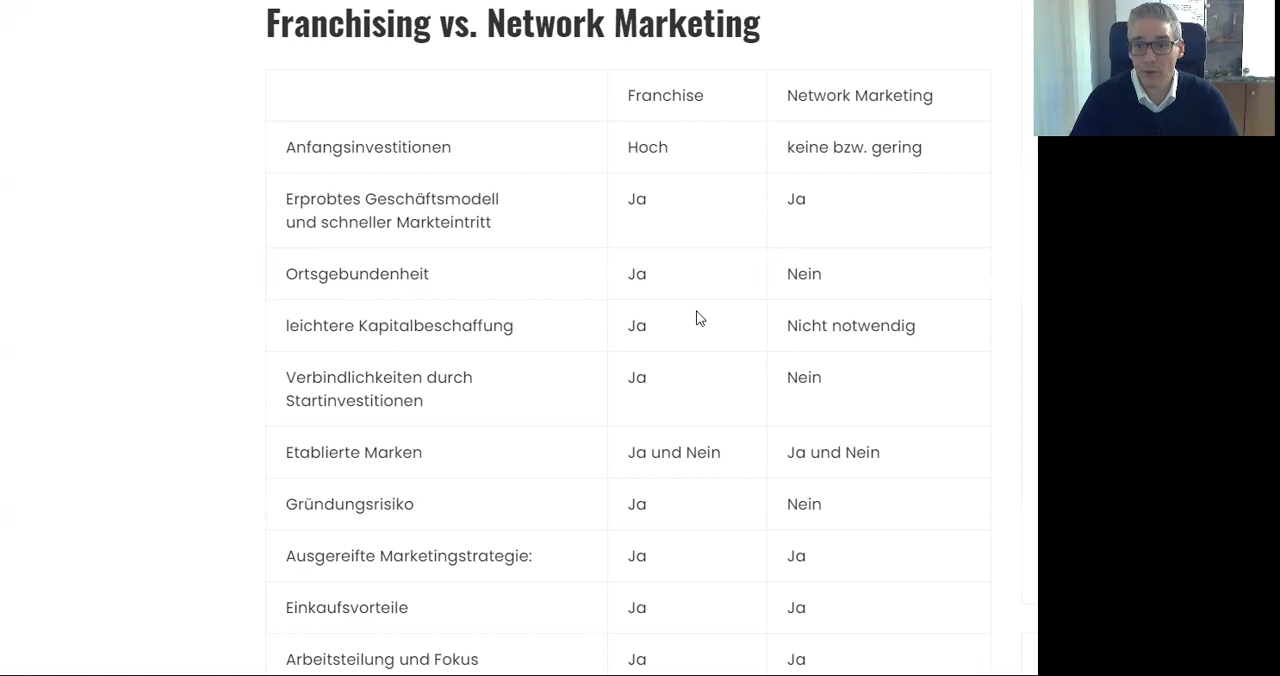 Franchising vs. Network Marketing
Franchise Network Marketing
Anfangsinvestitionen Hoch keine bzw. gering
Erprobtes Geschäftsmodell
und schneller Markteintritt Ja Ja
Ortsgebundenheit Ja Nein
leichtere Kapitalbeschaffung Ja Nicht notwendig
Verbindlichkeiten durch
Startinvestitionen Ja Nein
Etablierte Marken Ja und Nein Ja und Nein
Gründungsrisiko Ja Nein
Ausgereifte Marketingstrategie: Ja Ja
Einkaufsvorteile Ja Ja
Arbeitsteilung und Fokus Ja Ja